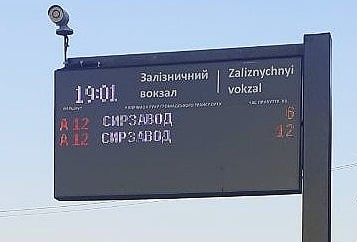 19:01 Залізничний вокзал | Zaliznychnyi vokzal
А 12 СИРЗАВОД 6
А 12 СИРЗАВОД 12